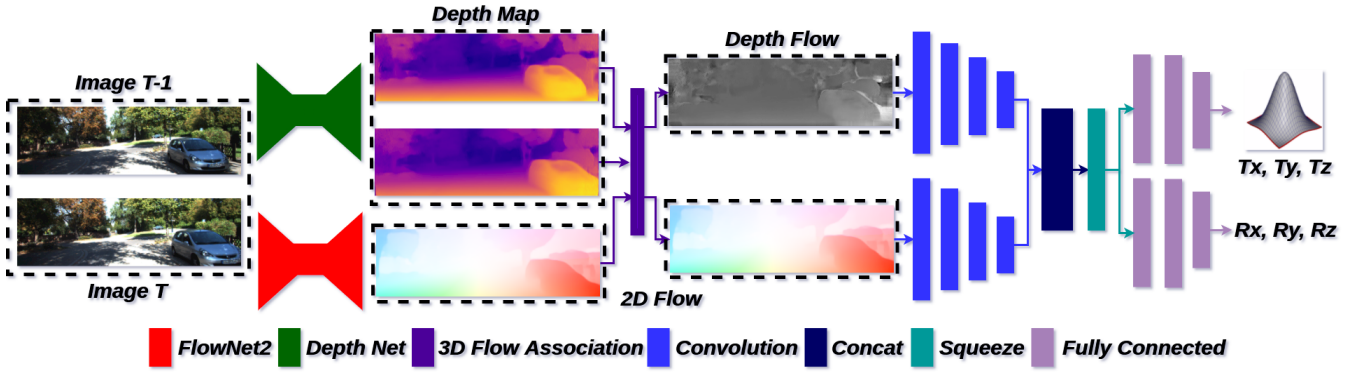 Depth Map
Depth Flow
Image T-1
Tx, Ty, Tz
Rx, Ry, Rz
Image T
2D Flow
FlowNet2 Depth Net 3D Flow Association Convolution Concat Squeeze Fully Connected